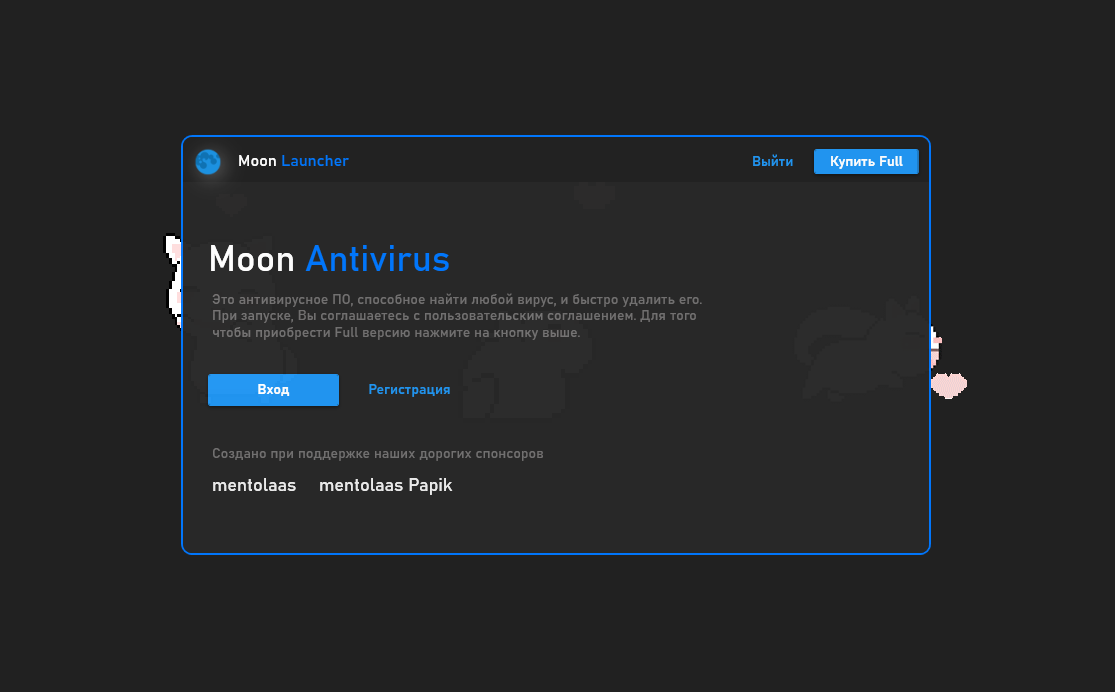 Moon Launcher
Выйти
Купить Full
Moon Antivirus
Это антивирусное ПО, способное найти любой вирус, и быстро удалить его.
При запуске, Вы соглашаетесь с пользовательским соглашением. Для того
чтобы приобрести Full версию нажмите на кнопку выше.
Вход
Регистрация
Создано при поддержке наших дорогих спонсоров
mentolaas
mentolaas Papik